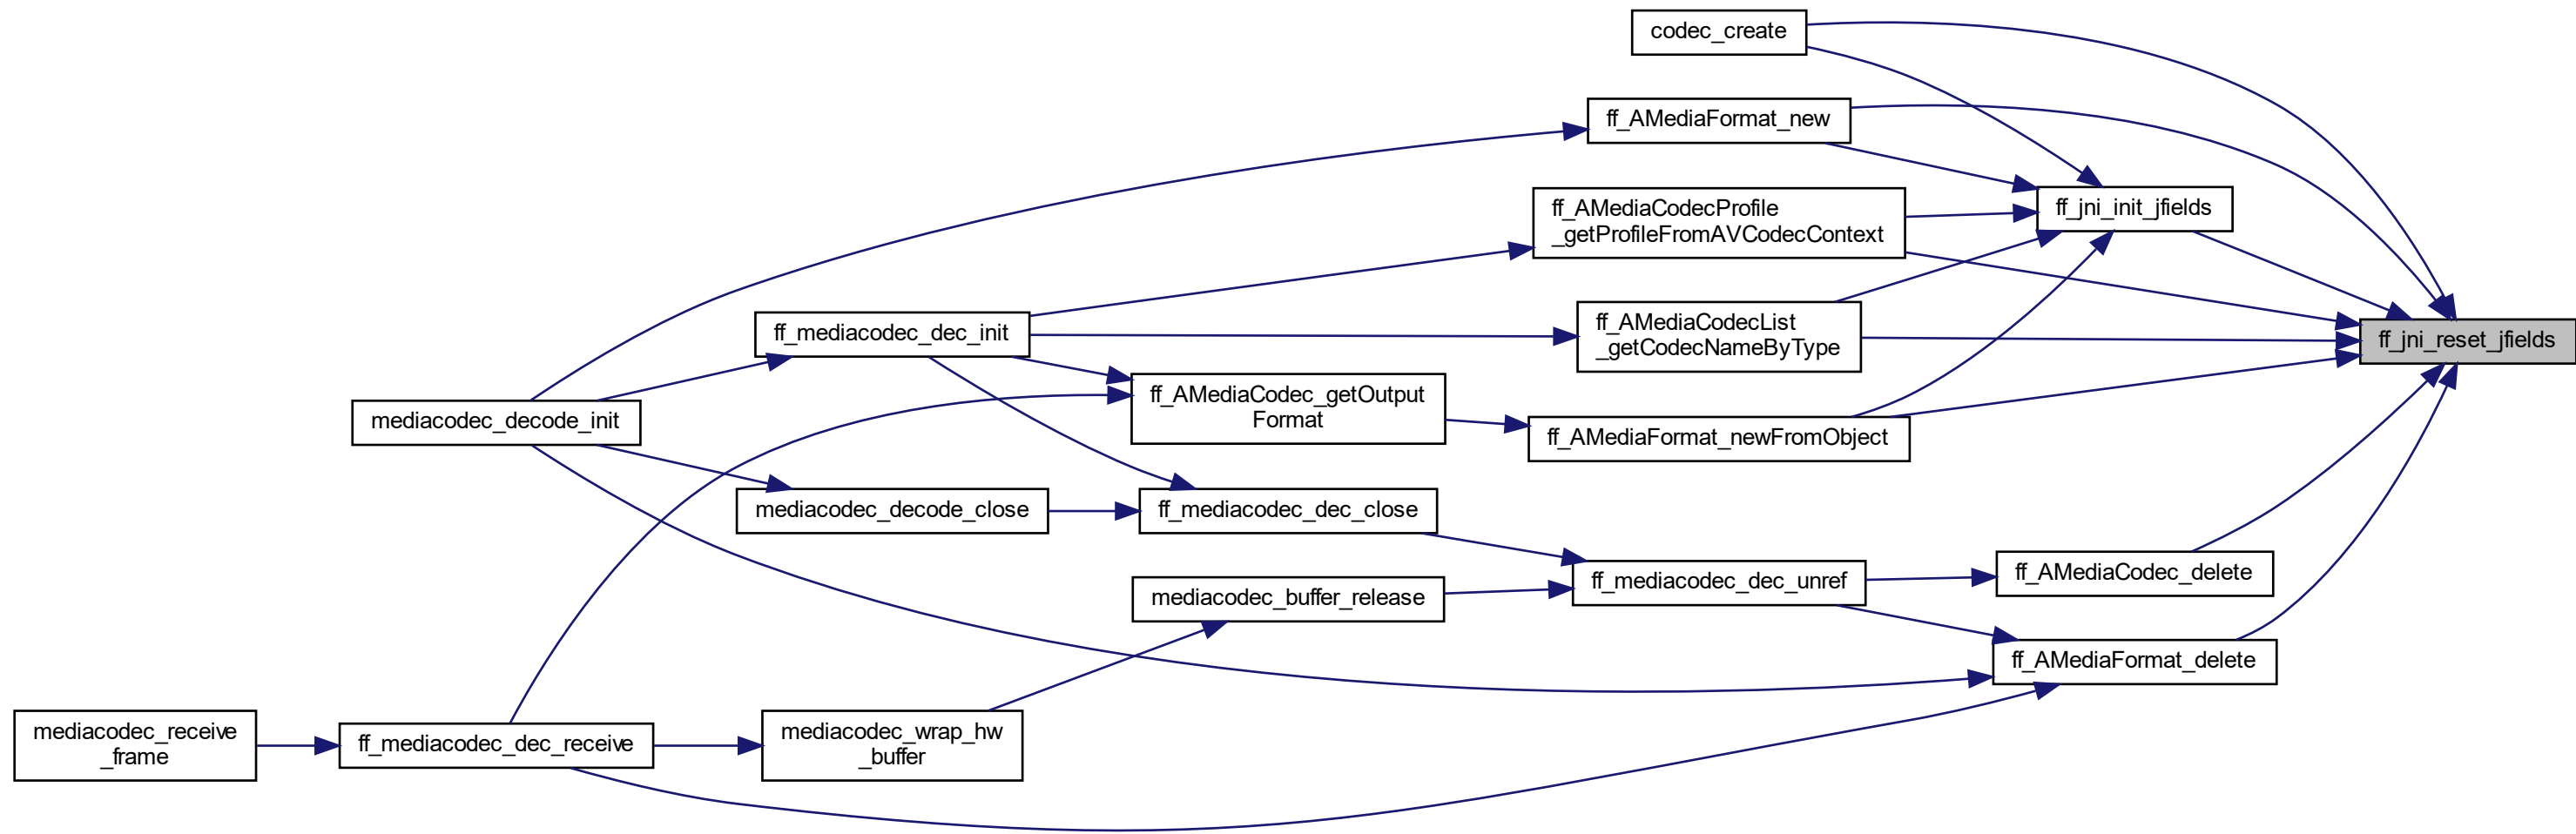 codec_create
ff_AMediaFormat_new
ff_AMediaCodecProfile
_getProfileFromAVCodecContext
ff_jni_init_jfields
ff_mediacodec_dec_init
ff_AMediaCodecList
_getCodecNameByType
ff_jni_reset_jfields
mediacodec_decode_init
ff_AMediaCodec_getOutput
Format
ff_AMediaFormat_newFromObject
mediacodec_decode_close
ff_mediacodec_dec_close
mediacodec_buffer_release
ff_mediacodec_dec_unref
ff_AMediaCodec_delete
ff_AMediaFormat_delete
mediacodec_receive
_frame
ff_mediacodec_dec_receive
mediacodec_wrap_hw
_buffer